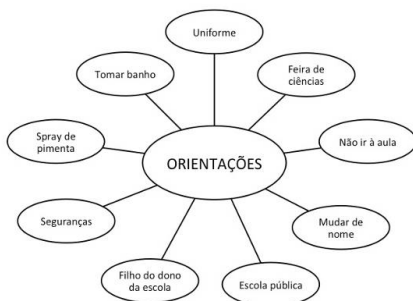 Uniforme
Feira de
ciências
Não ir à aula
Mudar de
nome
Escola pública
Filho do dono
da escola
Seguranças
Spray de
pimenta
Tomar banho
ORIENTAÇÕES